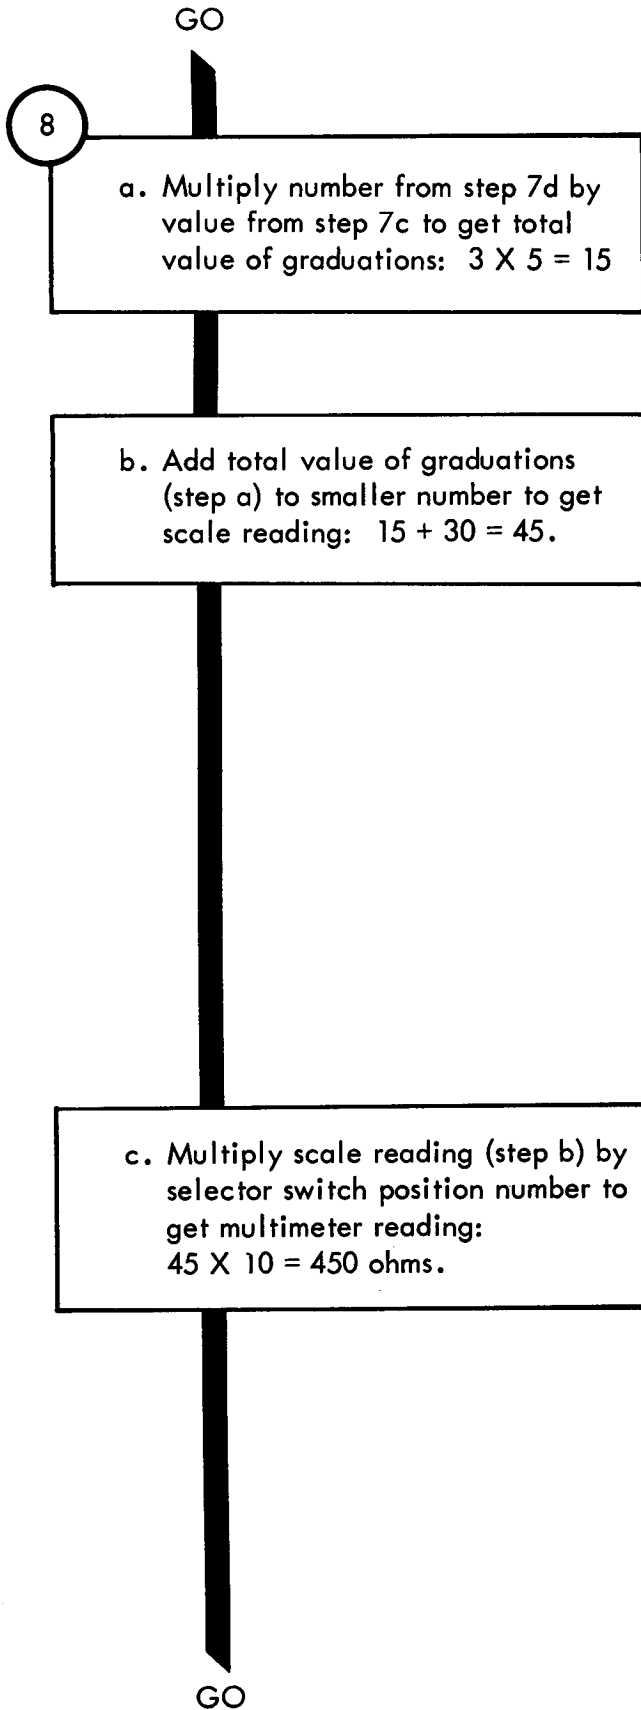 GO
8
a. Multiply number from step 7d by
value from step 7c to get total
value of graduations: 3 X 5 = 15
b. Add total value of graduations
(step a) to smaller number to get
scale reading: 15 + 30 = 45.
c. Multiply scale reading (step b) by
selector switch position number to
get multimeter reading:
45 X 10 = 450 ohms.
GO